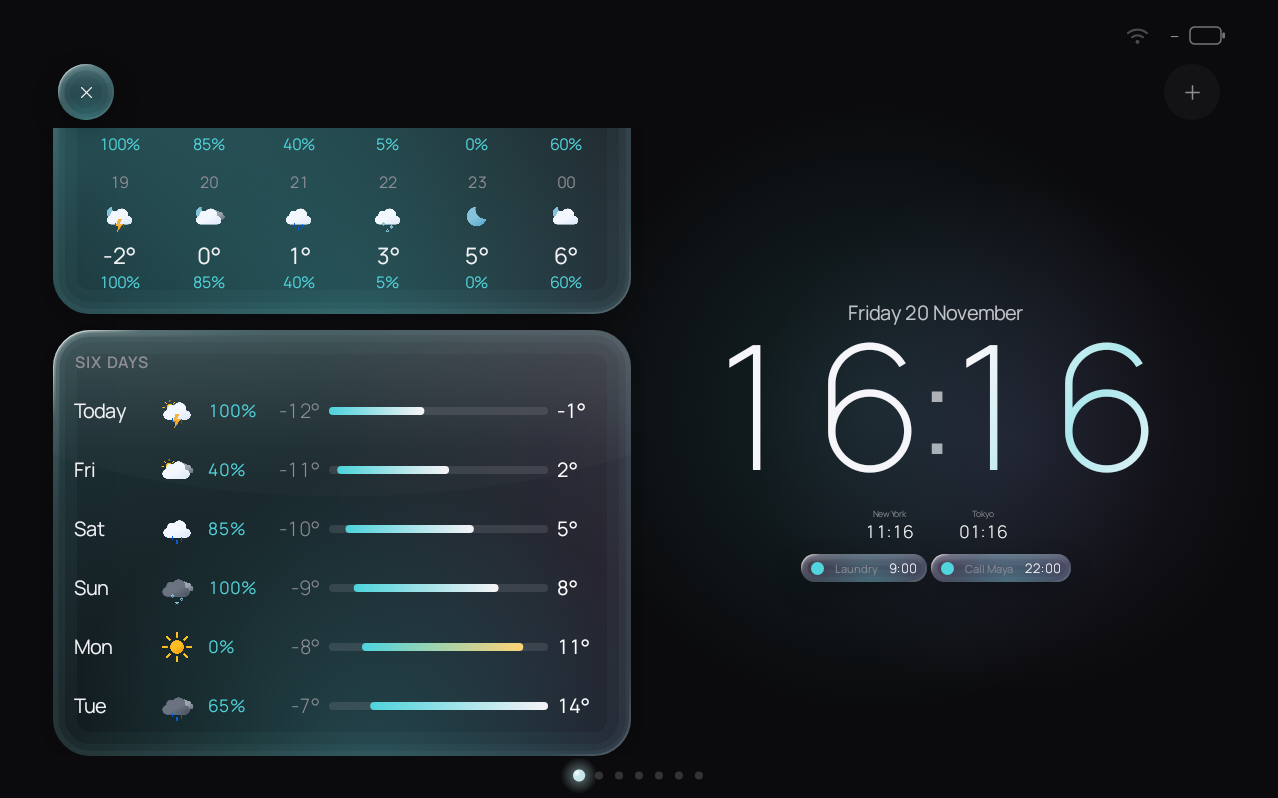 –
100% 85% 40% 5% 0% 60%
19 20 21 22 23 00
-2° 0° 1° 3° 5° 6°
100% 85% 40% 5% 0% 60%
SIX DAYS
Today 100% -12° -1°
Fri 40% -11° 2°
Sat 85% -10° 5°
Sun 100% -9° 8°
Mon 0% -8° 11°
Tue 65% -7° 14°
Friday 20 November
16:16
New York Tokyo
11:16 01:16
Laundry 9:00 Call Maya 22:00